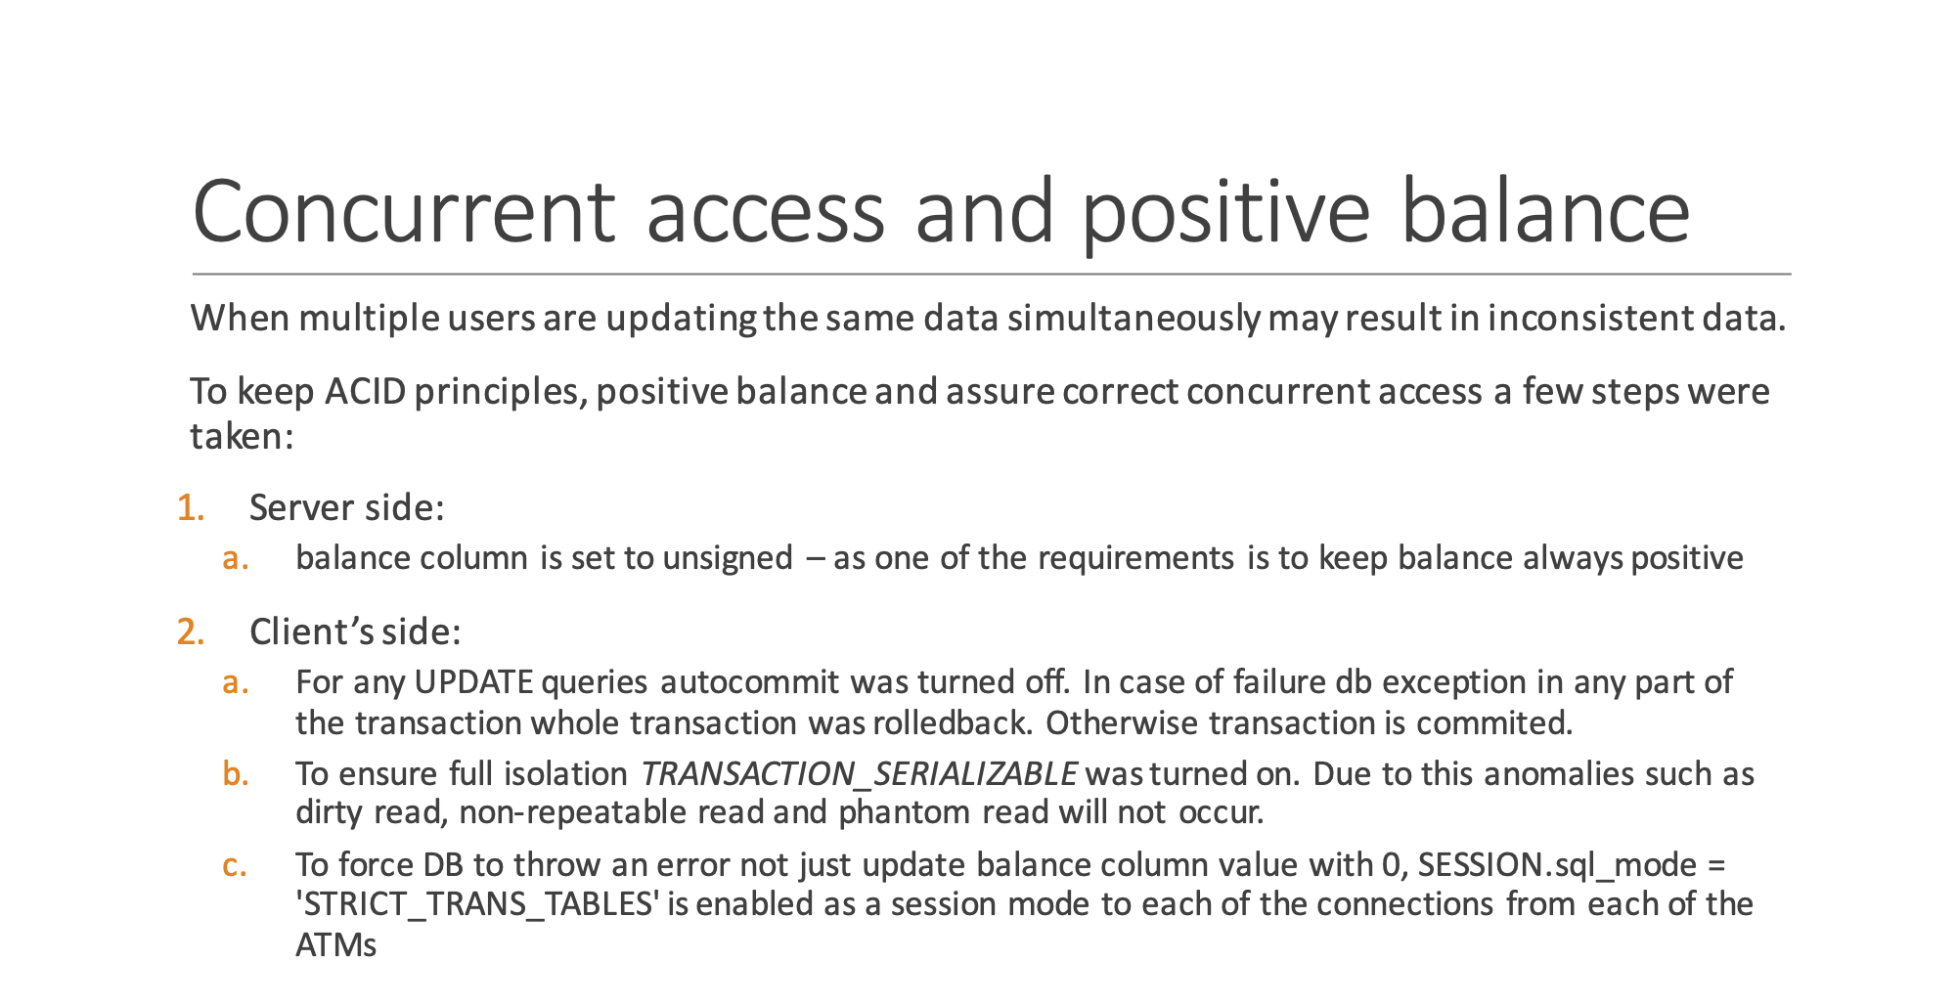 Concurrent access and positive balance
When multiple users are updating the same data simultaneously may result in inconsistent data.
To keep ACID principles, positive balance and assure correct concurrent access a few steps were
taken:
1. Server side:
a. balance column is set to unsigned – as one of the requirements is to keep balance always positive
2. Client’s side:
a. For any UPDATE queries autocommit was turned off. In case of failure db exception in any part of
the transaction whole transaction was rolledback. Otherwise transaction is commited.
b. To ensure full isolation TRANSACTION_SERIALIZABLE was turned on. Due to this anomalies such as
dirty read, non-repeatable read and phantom read will not occur.
c. To force DB to throw an error not just update balance column value with 0, SESSION.sql_mode =
'STRICT_TRANS_TABLES' is enabled as a session mode to each of the connections from each of the
ATMs